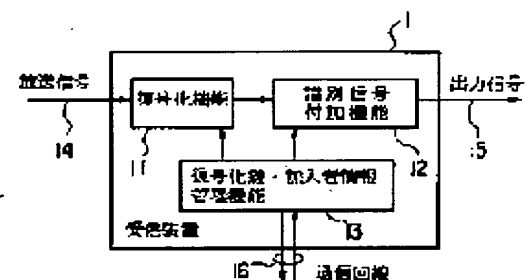 1
放送信号
復号化機能
識別信号
付加機能
出力信号
14
11
12
15
復号化鍵・加入者情報
管理機能
受信装置
13
16
通信回線